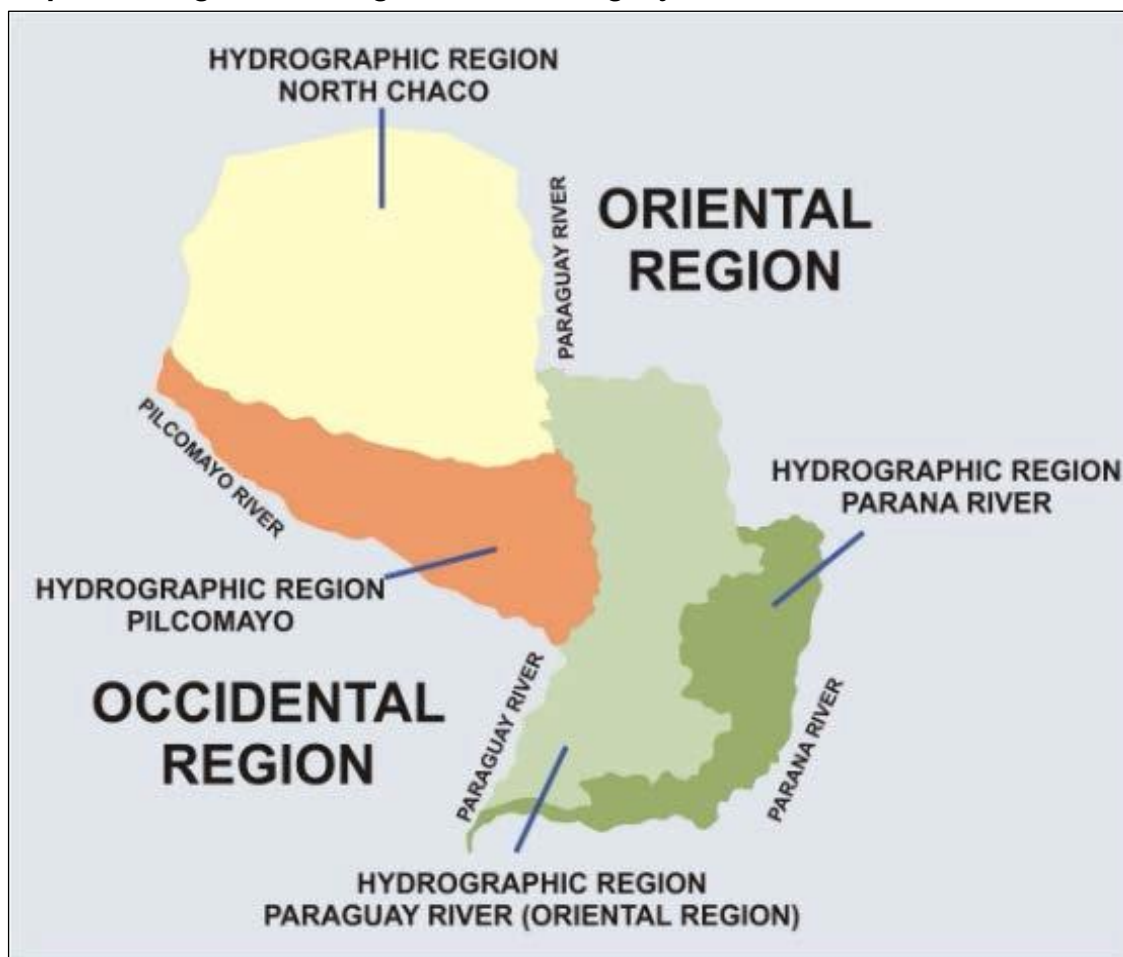 HYDROGRAPHIC REGION
NORTH CHACO
PARAGUAY RIVER
ORIENTAL
REGION
PILCOMAYO RIVER
HYDROGRAPHIC REGION
PARANA RIVER
HYDROGRAPHIC REGION
PILCOMAYO
OCCIDENTAL
REGION
PARAGUAY RIVER
PARANA RIVER
HYDROGRAPHIC REGION
PARAGUAY RIVER (ORIENTAL REGION)